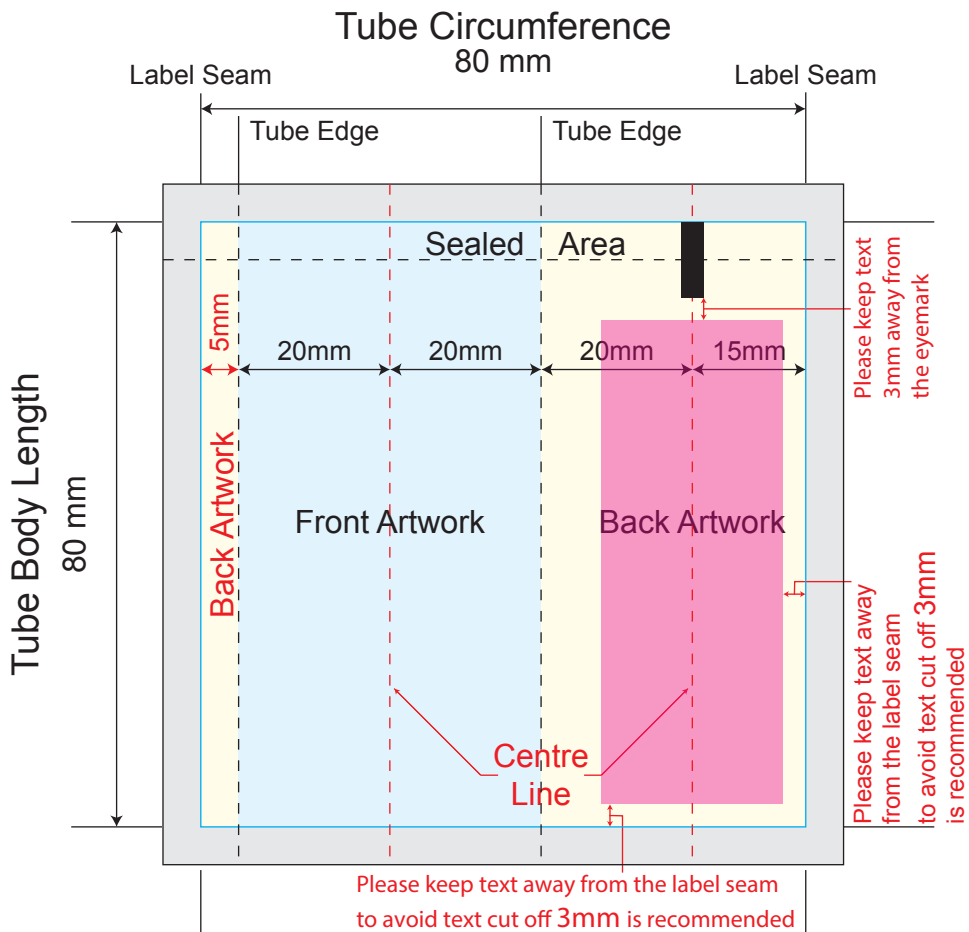 Tube Circumference
80 mm
Label Seam
Label Seam
Tube Edge
Tube Edge
Sealed Area
Please keep text
3mm away from
the eyemark
5mm
20mm
20mm
20mm
15mm
Tube Body Length
80 mm
Back Artwork
Front Artwork
Back Artwork
Please keep text away
from the label seam
to avoid text cut off 3mm
is recommended
Centre
Line
Please keep text away from the label seam
to avoid text cut off 3mm is recommended